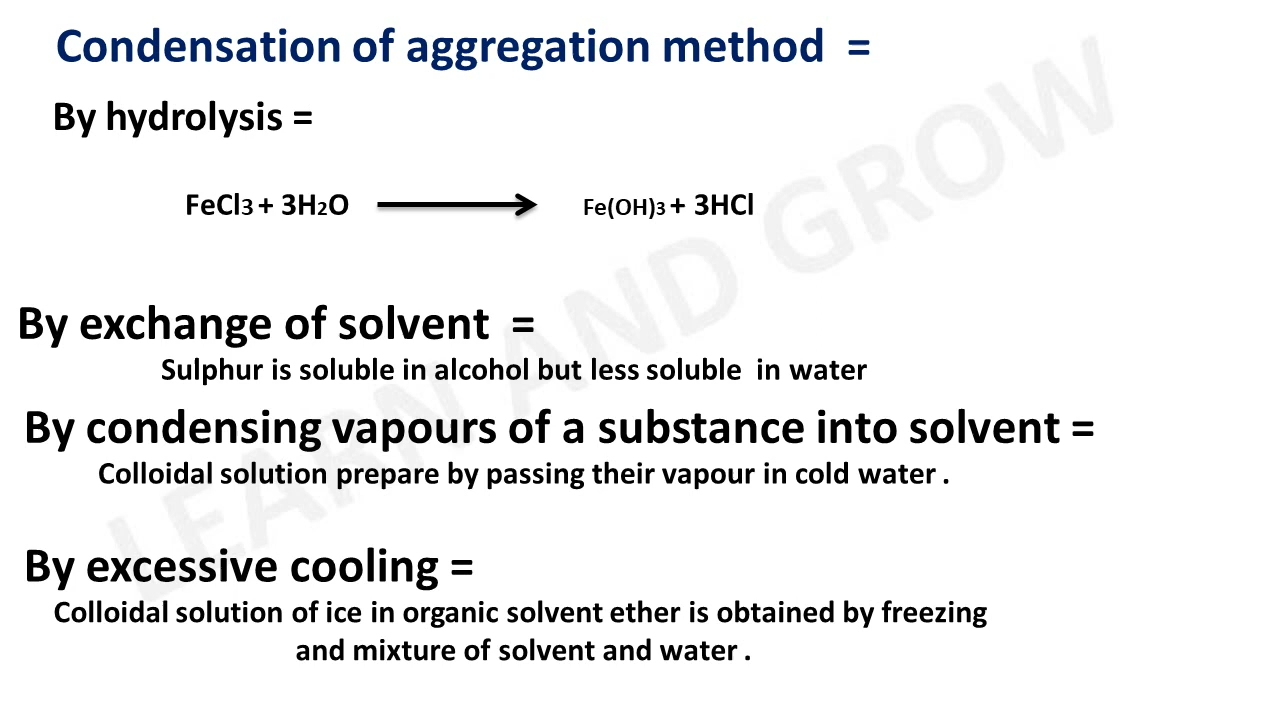 Condensation of aggregation method =
By hydrolysis =
FeCl3 + 3H2O ⟶ Fe(OH)3 + 3HCl
By exchange of solvent =
Sulphur is soluble in alcohol but less soluble in water
By condensing vapours of a substance into solvent =
Colloidal solution prepare by passing their vapour in cold water .
By excessive cooling =
Colloidal solution of ice in organic solvent ether is obtained by freezing
and mixture of solvent and water .
LEARN AND GROW